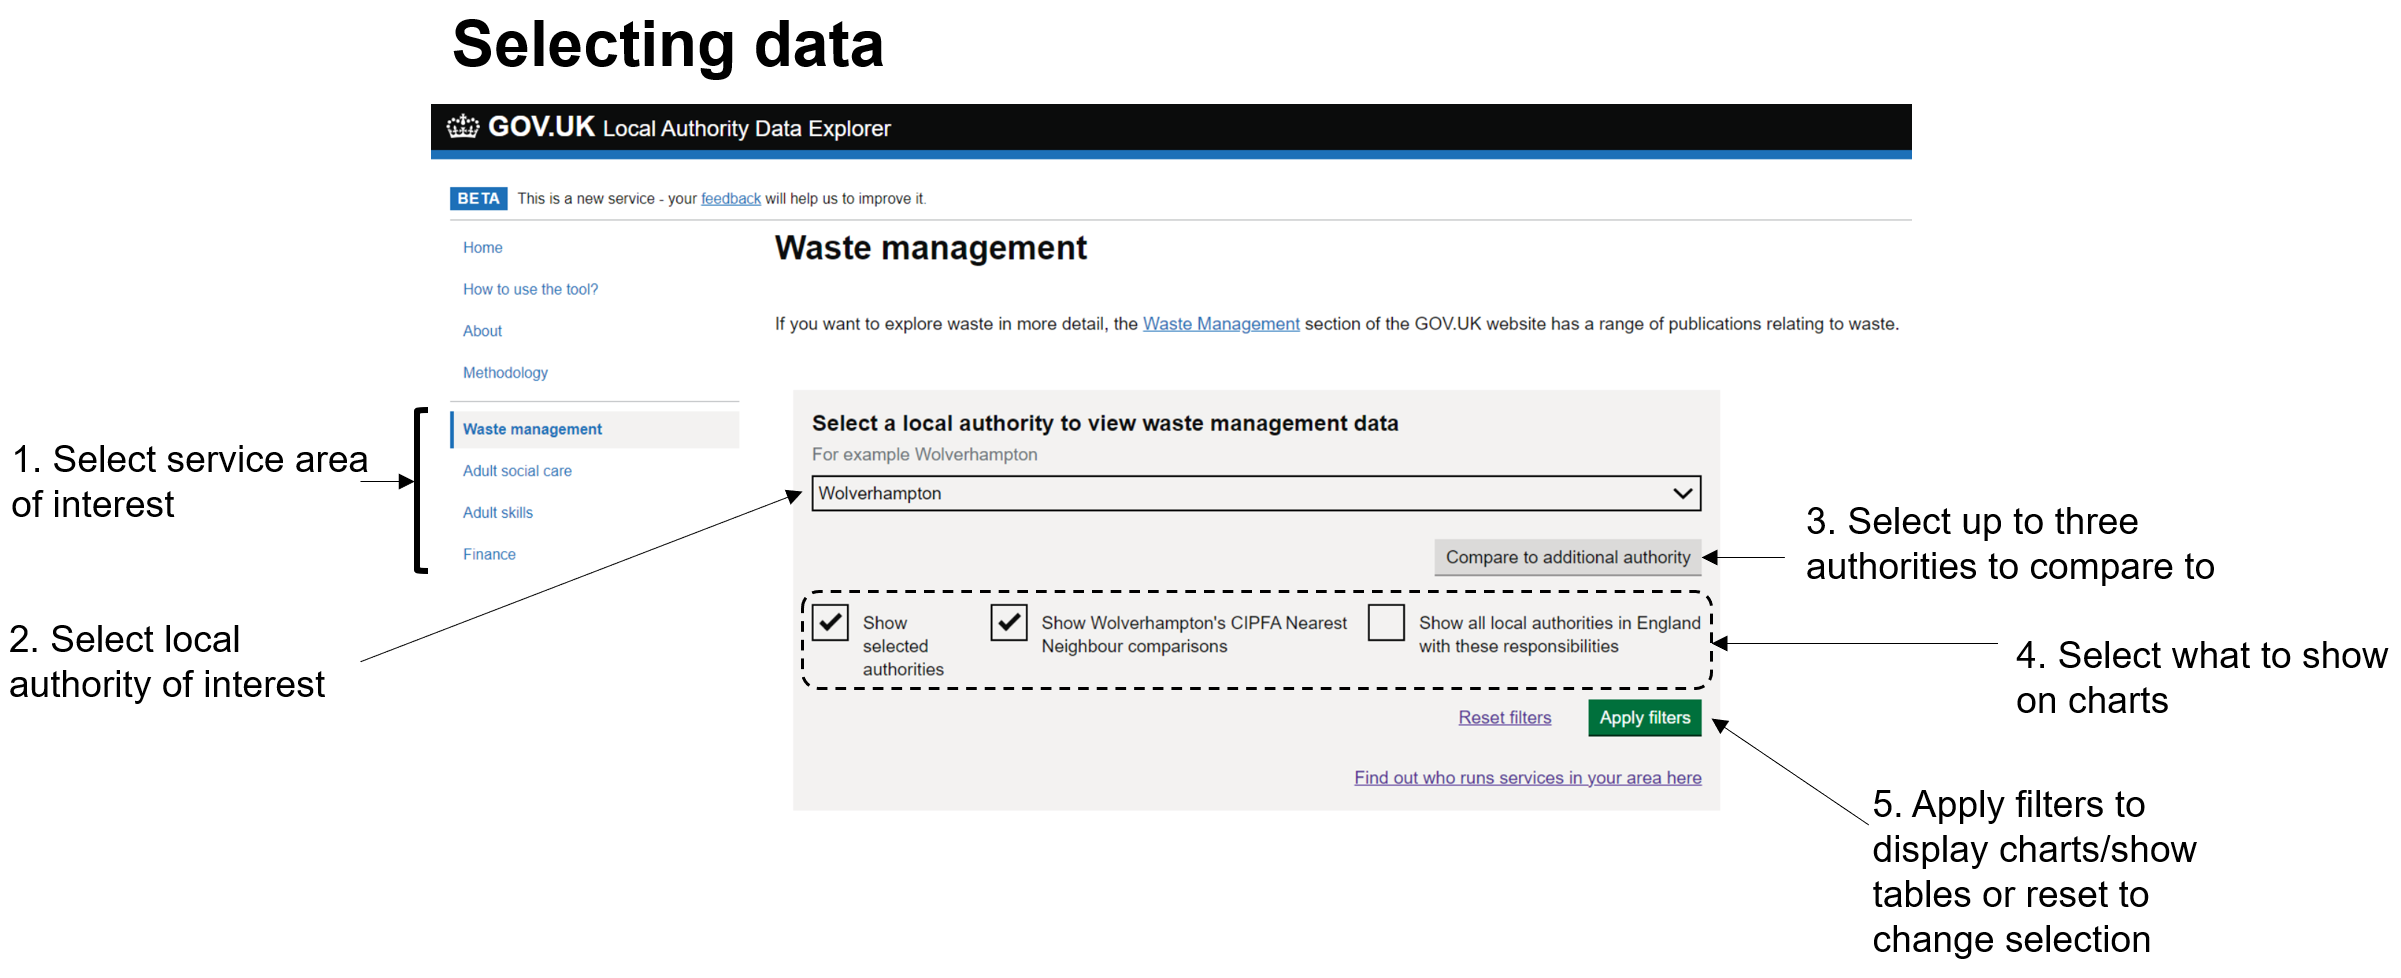 Selecting data
GOV.UK Local Authority Data Explorer
BETA This is a new service - your feedback will help us to improve it.
Home
How to use the tool?
About
Methodology
Waste management
Adult social care
Adult skills
Finance
Waste management
If you want to explore waste in more detail, the Waste Management section of the GOV.UK website has a range of publications relating to waste.
Select a local authority to view waste management data
For example Wolverhampton
Wolverhampton
Compare to additional authority
Show
selected
authorities
Show Wolverhampton's CIPFA Nearest
Neighbour comparisons
Show all local authorities in England
with these responsibilities
Reset filters
Apply filters
Find out who runs services in your area here
1. Select service area
of interest
2. Select local
authority of interest
3. Select up to three
authorities to compare to
4. Select what to show
on charts
5. Apply filters to
display charts/show
tables or reset to
change selection